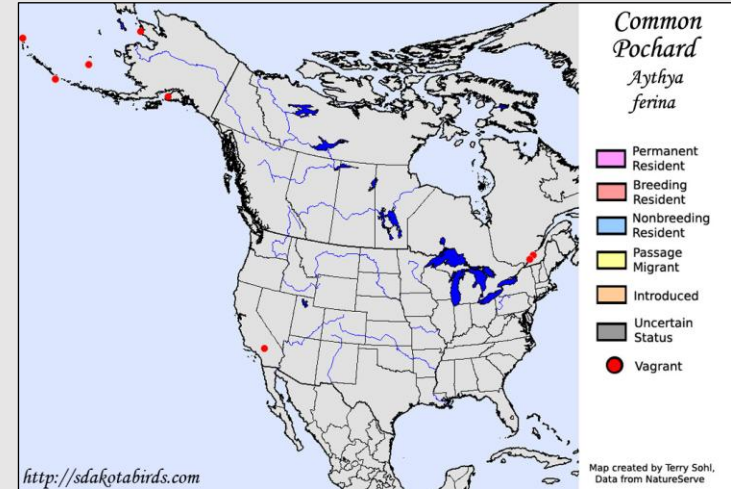 Common
Pochard
Aythya
ferina
Permanent
Resident
Breeding
Resident
Nonbreeding
Resident
Passage
Migrant
Introduced
Uncertain
Status
Vagrant
Map created by Terry Sohl,
Data from NatureServe
http://sdakotabirds.com